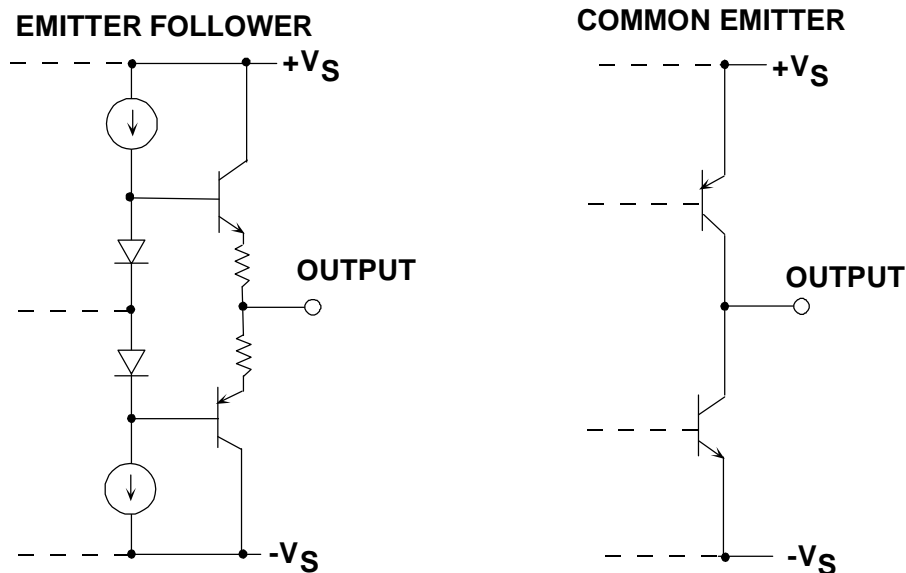 EMITTER FOLLOWER
+VS
OUTPUT
-VS
COMMON EMITTER
+VS
OUTPUT
-VS